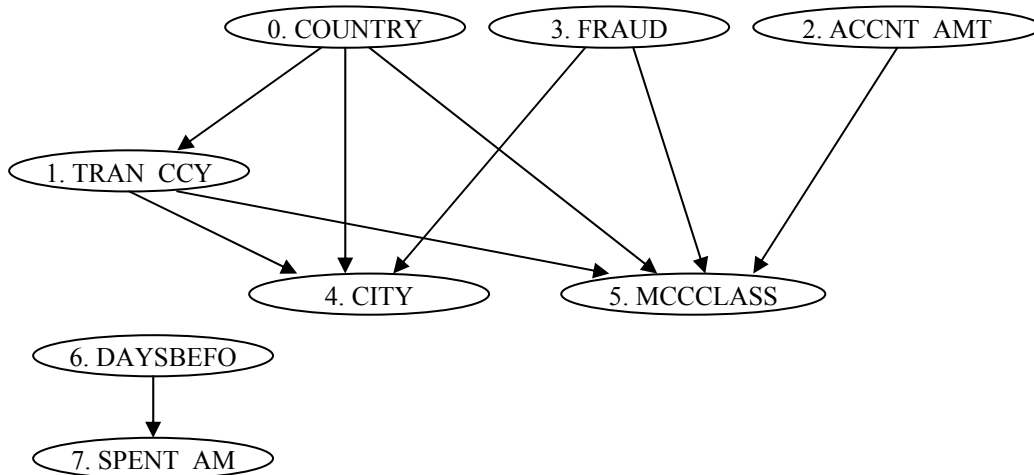 0. COUNTRY
3. FRAUD
2. ACCNT AMT
1. TRAN CCY
4. CITY
5. MCCCLASS
6. DAYSBEFO
7. SPENT AM